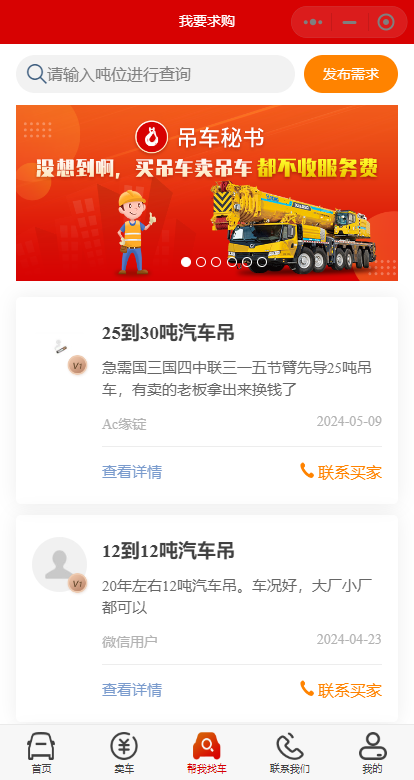 我要求购
请输入吨位进行查询
发布需求
吊车秘书
没想到啊，买吊车卖吊车 都不收服务费
25到30吨汽车吊
V1
急需国三国四中联三一五节臂先导25吨吊
车，有卖的老板拿出来换钱了
Ac缘锭
2024-05-09
查看详情
联系买家
12到12吨汽车吊
V1
20年左右12吨汽车吊。车况好，大厂小厂
都可以
微信用户
2024-04-23
查看详情
联系买家
首页
卖车
帮我找车
联系我们
我的